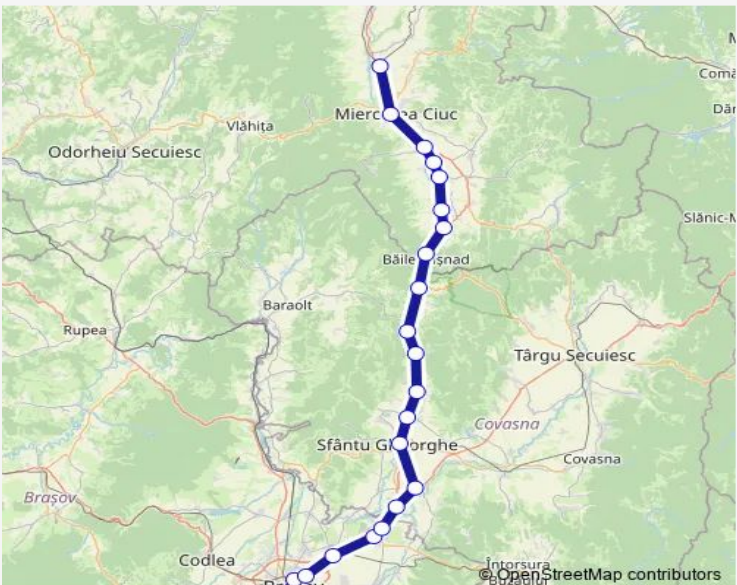 Comă
Miercurea Ciuc
Dăr
Vlăhița
Odorheiu Secuiesc
Slănic-M
Băile Tușnad
Baraolt
Rupea
Târgu Secuiesc
Covasna
Sfântu Gheorghe
Covasna
Brașov
Codlea
Întorsura
Buzăului
© OpenStreetMap contributors